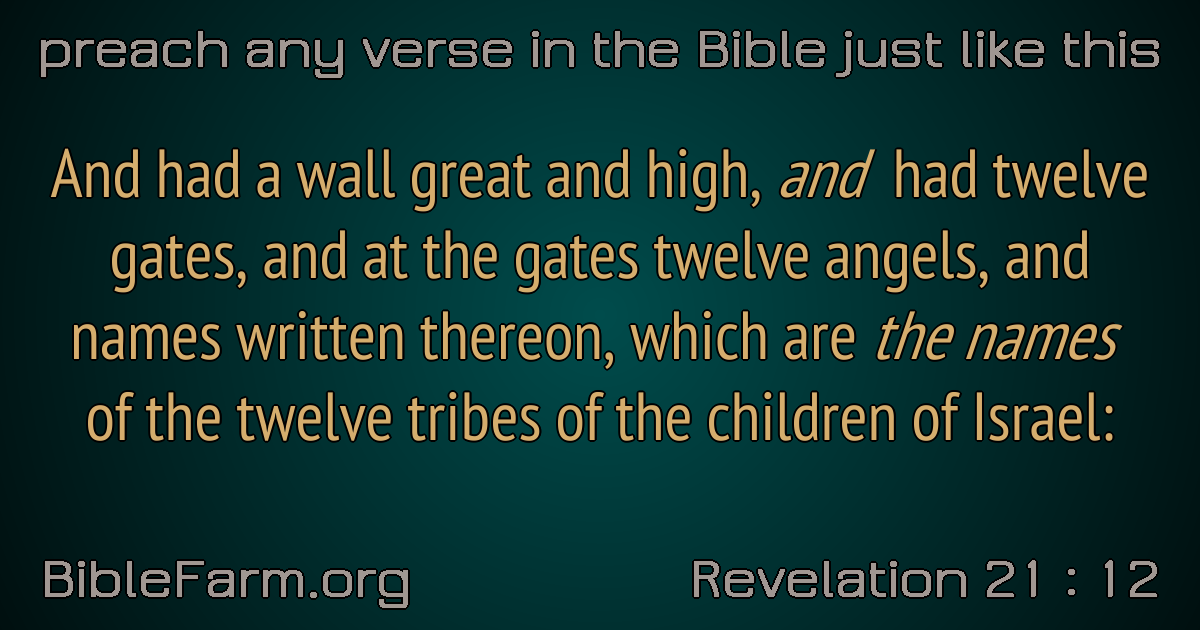 preach any verse in the Bible just like this
And had a wall great and high, and had twelve
gates, and at the gates twelve angels, and
names written thereon, which are the names
of the twelve tribes of the children of Israel:
BibleFarm.org
Revelation 21 : 12